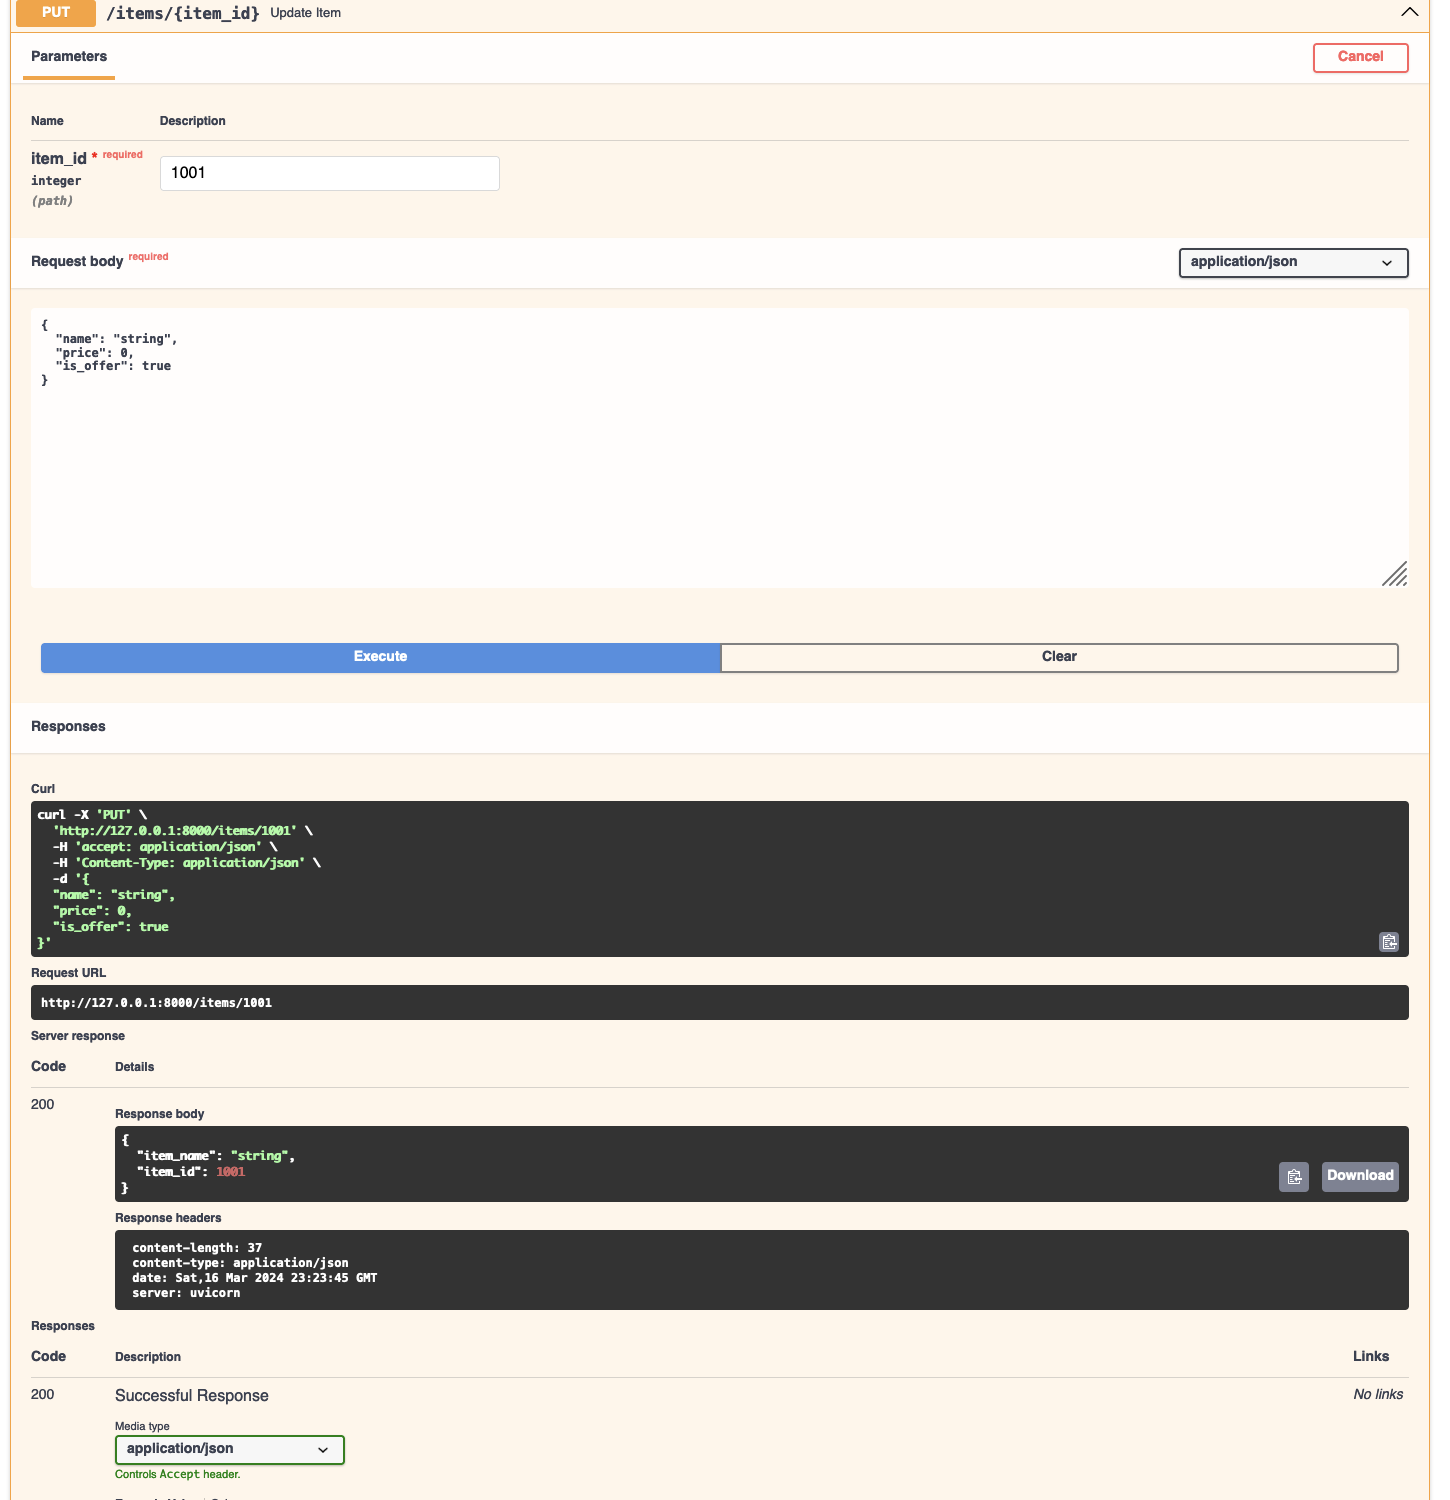 PUT /items/{item_id} Update Item
Parameters
Cancel
Name Description
item_id * required
integer
(path)
1001
Request body required
application/json
{
  "name": "string",
  "price": 0,
  "is_offer": true
}
Execute
Clear
Responses
Curl
curl -X 'PUT' \
  'http://127.0.0.1:8000/items/1001' \
  -H 'accept: application/json' \
  -H 'Content-Type: application/json' \
  -d '{
  "name": "string",
  "price": 0,
  "is_offer": true
}'
Request URL
http://127.0.0.1:8000/items/1001
Server response
Code Details
200
Response body
{
  "item_name": "string",
  "item_id": 1001
}
Download
Response headers
content-length: 37
content-type: application/json
date: Sat,16 Mar 2024 23:23:45 GMT
server: uvicorn
Responses
Code Description Links
200 Successful Response No links
Media type
application/json
Controls Accept header.